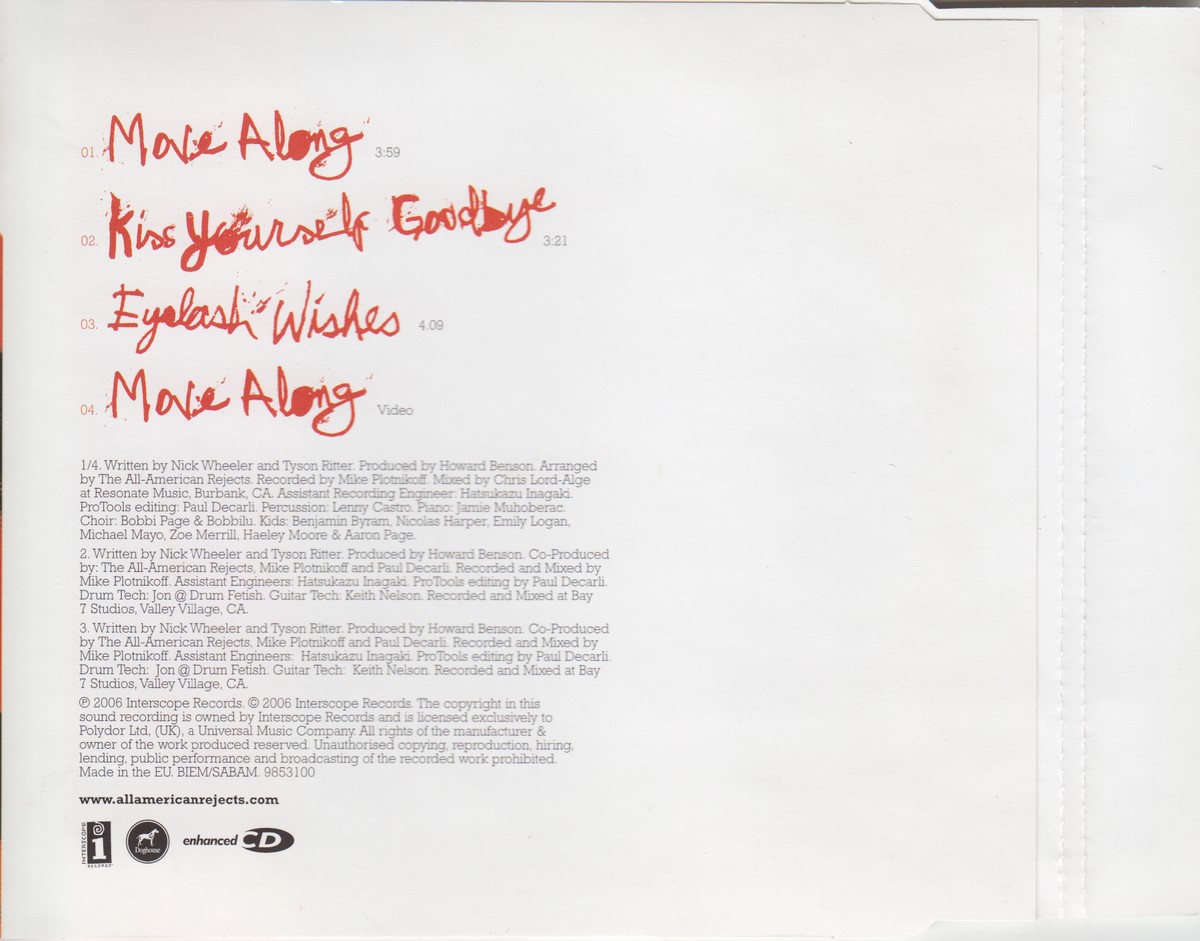 01. Move Along 3:59
02. Kiss Yourself Goodbye 3:21
03. Eyelash Wishes 4.09
04. Move Along Video
1/4. Written by Nick Wheeler and Tyson Ritter. Produced by Howard Benson. Arranged
by The All-American Rejects. Recorded by Mike Plotnikoff. Mixed by Chris Lord-Alge
at Resonate Music, Burbank, CA. Assistant Recording Engineer: Hatsukazu Inagaki.
ProTools editing: Paul Decarli. Percussion: Lenny Castro. Piano: Jamie Muhoberac.
Choir: Bobbi Page & Bobbilu. Kids: Benjamin Byram, Nicolas Harper, Emily Logan,
Michael Mayo, Zoe Merrill, Haeley Moore & Aaron Page.
2. Written by Nick Wheeler and Tyson Ritter. Produced by Howard Benson. Co-Produced
by: The All-American Rejects, Mike Plotnikoff and Paul Decarli. Recorded and Mixed by
Mike Plotnikoff. Assistant Engineers: Hatsukazu Inagaki. ProTools editing by Paul Decarli.
Drum Tech: Jon @ Drum Fetish. Guitar Tech: Keith Nelson. Recorded and Mixed at Bay
7 Studios, Valley Village, CA.
3. Written by Nick Wheeler and Tyson Ritter. Produced by Howard Benson. Co-Produced
by The All-American Rejects, Mike Plotnikoff and Paul Decarli. Recorded and Mixed by
Mike Plotnikoff. Assistant Engineers: Hatsukazu Inagaki. ProTools editing by Paul Decarli.
Drum Tech: Jon @ Drum Fetish. Guitar Tech: Keith Nelson. Recorded and Mixed at Bay
7 Studios, Valley Village, CA.
℗ 2006 Interscope Records. © 2006 Interscope Records. The copyright in this
sound recording is owned by Interscope Records and is licensed exclusively to
Polydor Ltd, (UK), a Universal Music Company. All rights of the manufacturer &
owner of the work produced reserved. Unauthorised copying, reproduction, hiring,
lending, public performance and broadcasting of the recorded work prohibited.
Made in the EU. BIEM/SABAM. 9853100
www.allamericanrejects.com
INTERSCOPE i RECORDS
Doghouse
enhanced CD